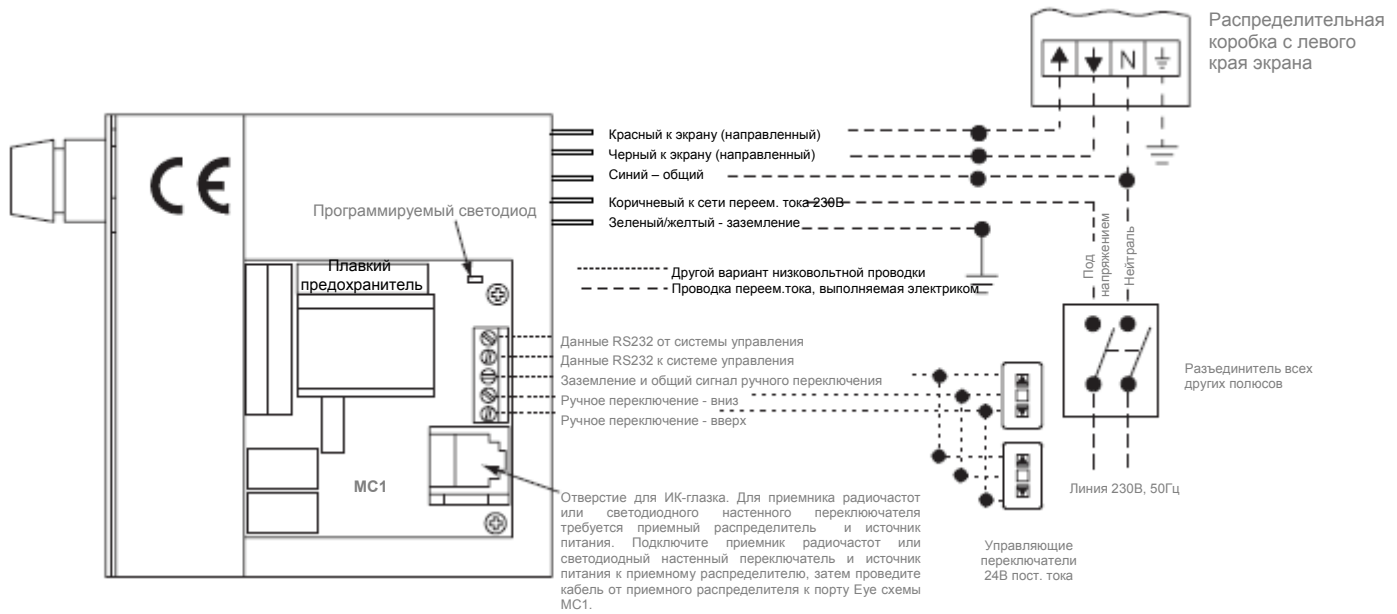 Распределительная
коробка с левого
края экрана
N
CE
Красный к экрану (направленный)
Черный к экрану (направленный)
Синий – общий
Коричневый к сети переем. тока 230В
Зеленый/желтый - заземление
Программируемый светодиод
Плавкий
предохранитель
Другой вариант низковольтной проводки
Проводка переем.тока, выполняемая электриком
Под
напряжением
Нейтраль
Данные RS232 от системы управления
Данные RS232 к системе управления
Заземление и общий сигнал ручного переключения
Ручное переключение - вниз
Ручное переключение - вверх
Разъединитель всех
других полюсов
MC1
Линия 230В, 50Гц
Отверстие для ИК-глазка. Для приемника радиочастот
или светодиодного настенного переклюючателя
требуется приемный распределитель и источник
питания. Подключите приемник радиочастот или
светодиодный настенный переключатель и источник
питания к приемному распределителю, затем проведите
кабель от приемного распределителя к порту Eye схемы
MC1.
Управляющие
переключатели
24В пост. тока